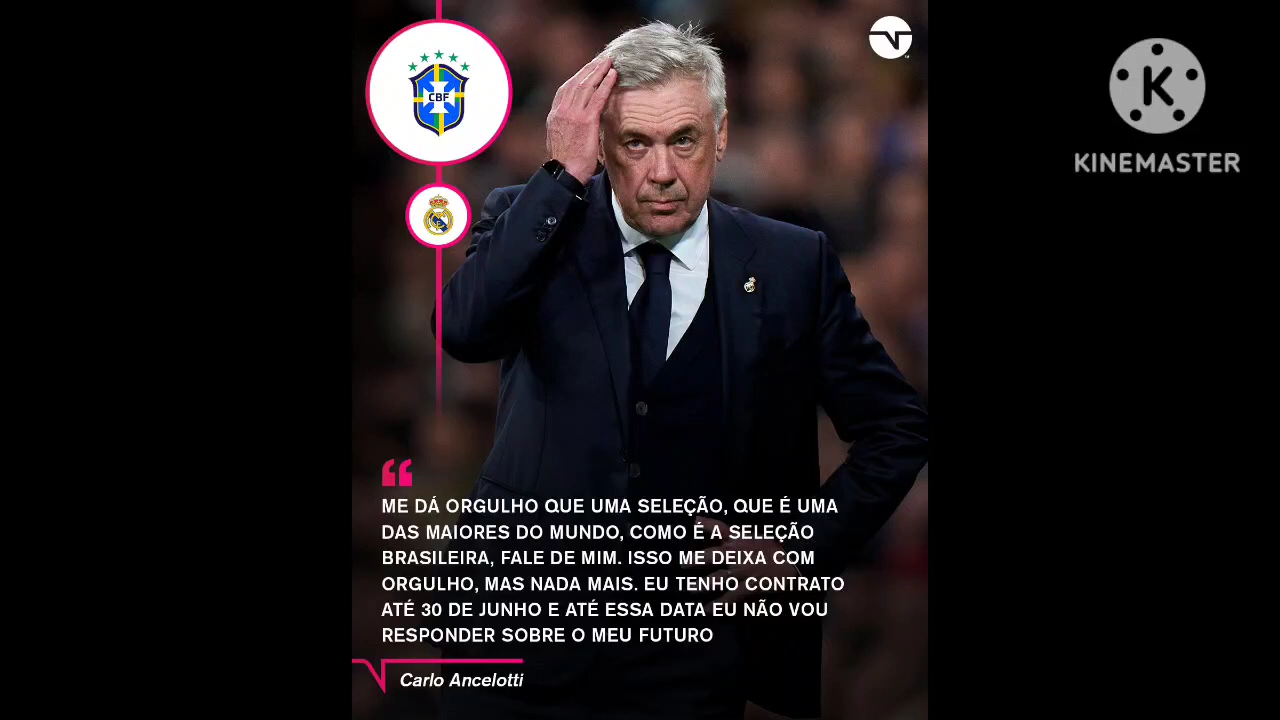 CBF
K
KINEMASTER
ME DÁ ORGULHO QUE UMA SELEÇÃO, QUE É UMA
DAS MAIORES DO MUNDO, COMO É A SELEÇÃO
BRASILEIRA, FALE DE MIM. ISSO ME DEIXA COM
ORGULHO, MAS NADA MAIS. EU TENHO CONTRATO
ATÉ 30 DE JUNHO E ATÉ ESSA DATA EU NÃO VOU
RESPONDER SOBRE O MEU FUTURO
Carlo Ancelotti